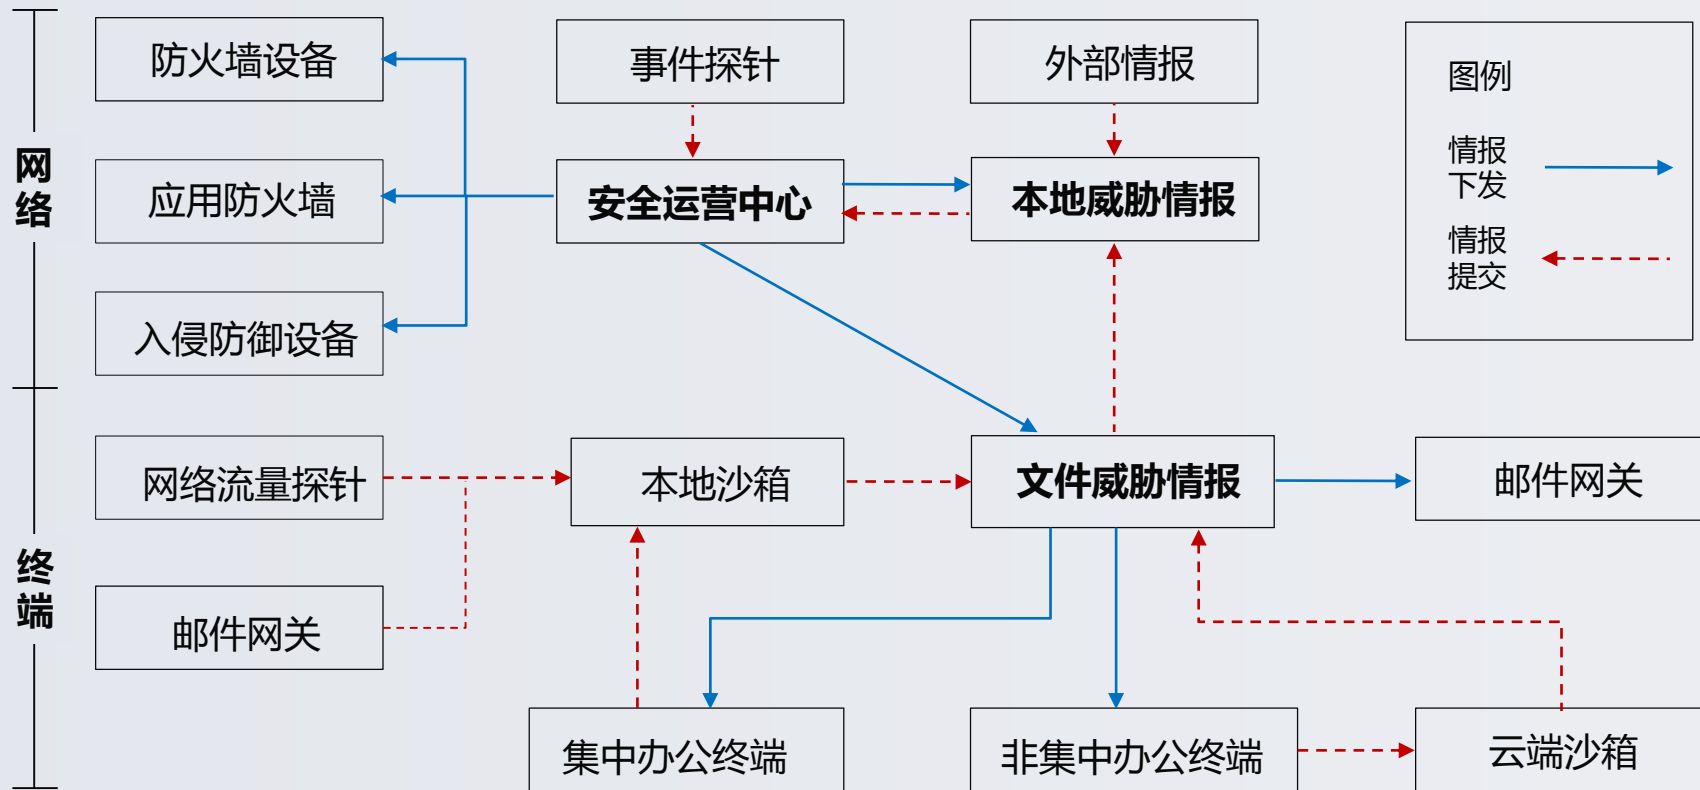 网络
防火墙设备
事件探针
外部情报
图例
应用防火墙
安全运营中心
本地威胁情报
情报
下发
情报
提交
入侵防御设备
终端
网络流量探针
本地沙箱
文件威胁情报
邮件网关
邮件网关
集中办公终端
非集中办公终端
云端沙箱